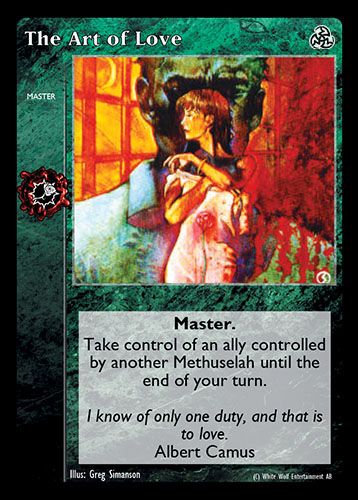 The Art of Love
MASTER
Master.
Take control of an ally controlled
by another Methuselah until the
end of your turn.
I know of only one duty, and that is
to love.
Albert Camus
Illus: Greg Simanson
(C) White Wolf Entertainment AB